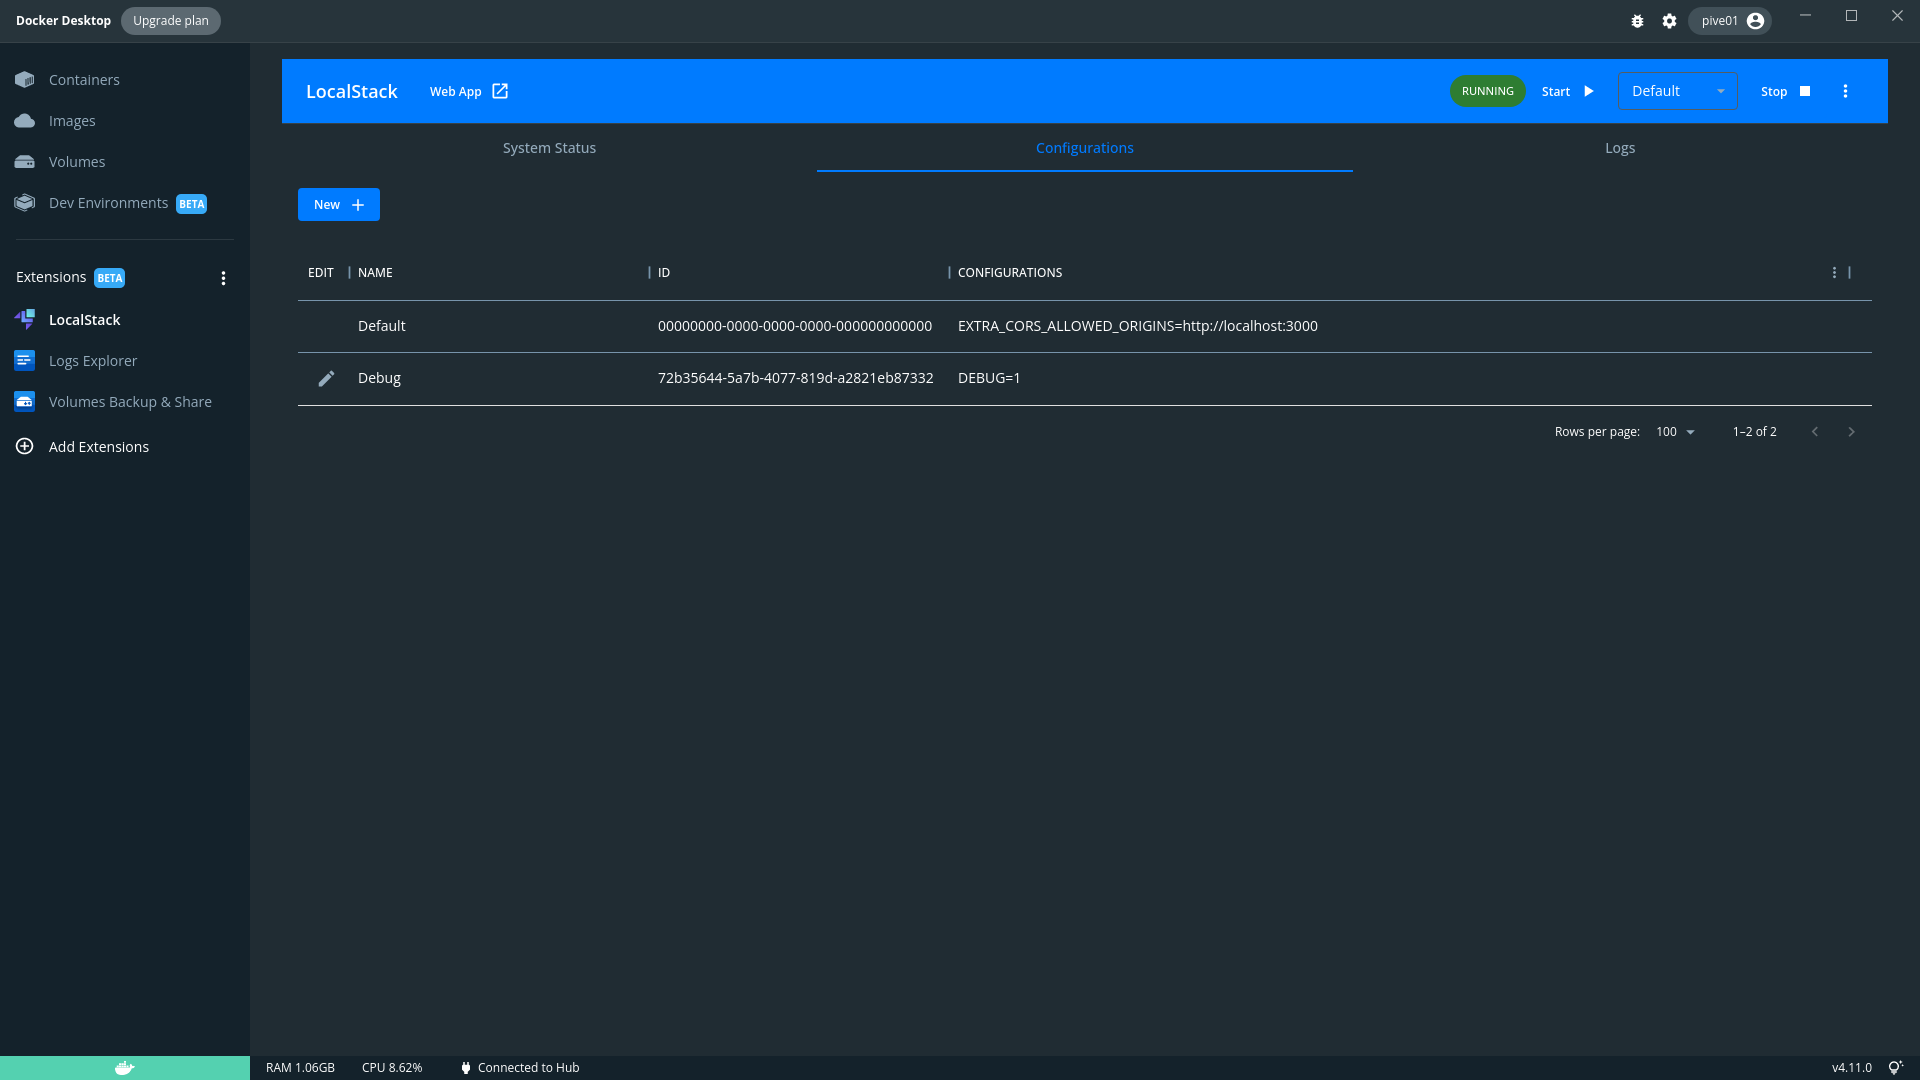 Docker Desktop Upgrade plan pive01
Containers
Images
Volumes
Dev Environments BETA
Extensions BETA
LocalStack
Logs Explorer
Volumes Backup & Share
Add Extensions
LocalStack Web App RUNNING Start Default Stop
System Status Configurations Logs
New
EDIT NAME ID CONFIGURATIONS
Default 00000000-0000-0000-0000-000000000000 EXTRA_CORS_ALLOWED_ORIGINS=http://localhost:3000
Debug 72b35644-5a7b-4077-819d-a2821eb87332 DEBUG=1
Rows per page: 100 1–2 of 2
RAM 1.06GB CPU 8.62% Connected to Hub v4.11.0